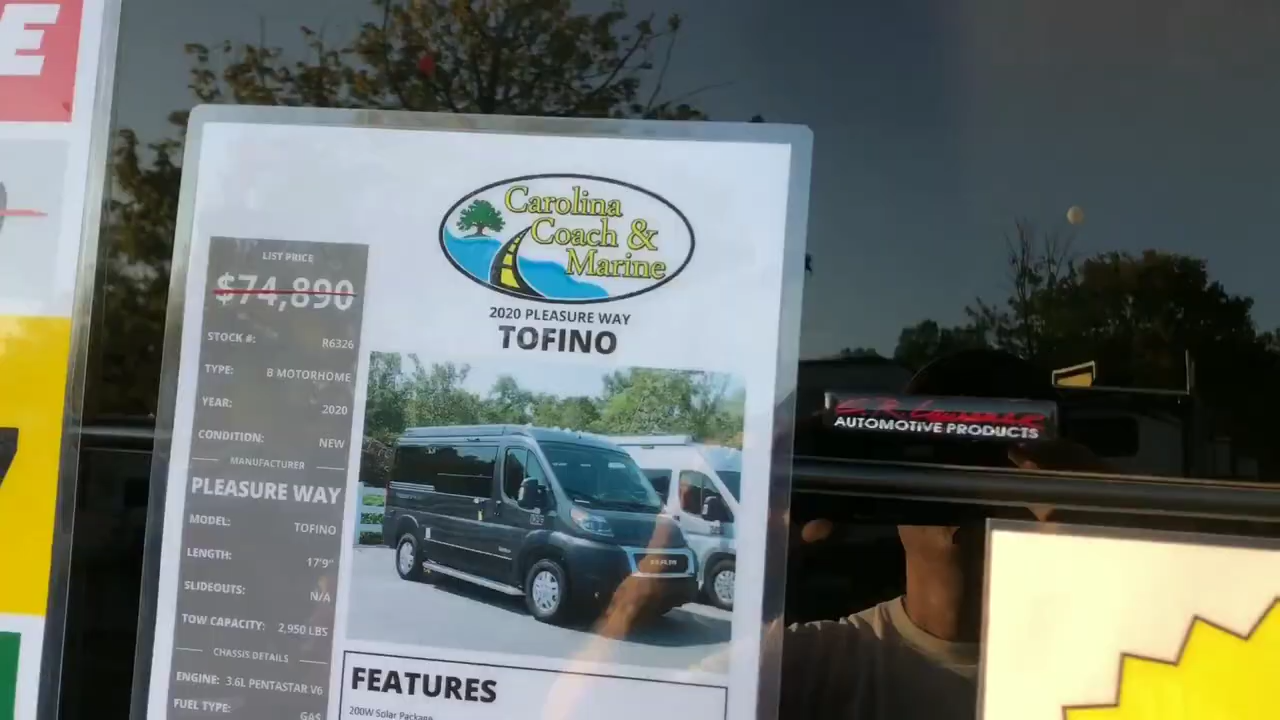 E
Carolina
Coach &
Marine
2020 PLEASURE WAY
TOFINO
LIST PRICE
$74,890
STOCK #: R6326
TYPE: B MOTORHOME
YEAR: 2020
CONDITION: NEW
MANUFACTURER
PLEASURE WAY
MODEL: TOFINO
LENGTH: 17'9"
SLIDEOUTS: N/A
TOW CAPACITY: 2,950 LBS
CHASSIS DETAILS
ENGINE: 3.6L PENTASTAR V6
FUEL TYPE: GAS
RAM
FEATURES
200W Solar Package
AUTOMOTIVE PRODUCTS